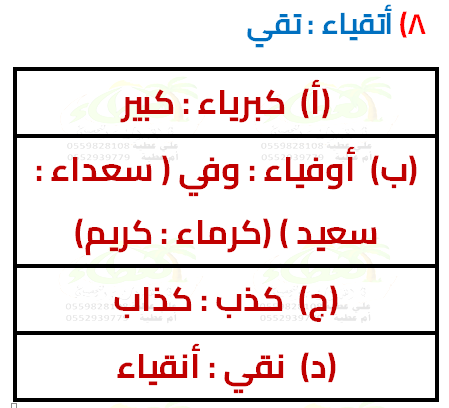 ٨) أتقياء : تقي
(أ) كبرياء : كبير
(ب) أوفياء : وفي ( سعداء :
سعيد ) (كرماء : كريم)
(ج) كذب : كذاب
(د) نقي : أنقياء